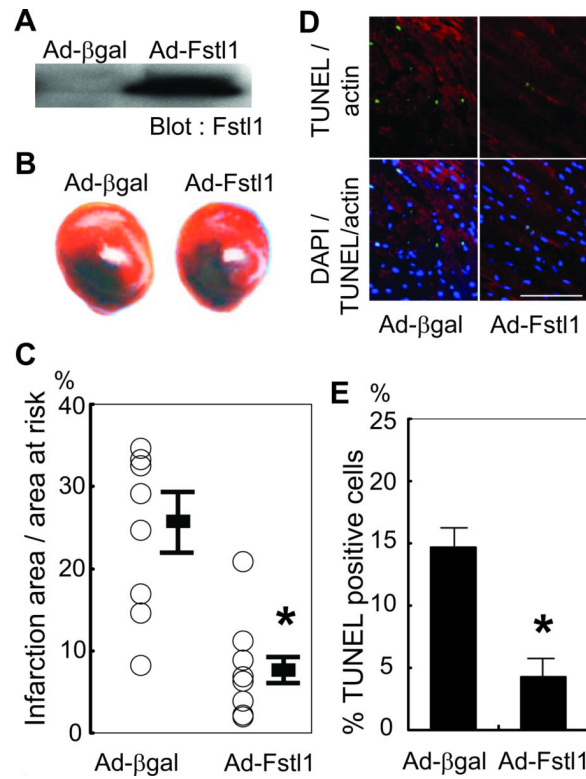 A
Ad-βgal Ad-Fstl1
Blot : Fstl1
B
Ad-βgal Ad-Fstl1
C
%
40
30
20
10
0
Infarction area / area at risk
*
Ad-βgal Ad-Fstl1
D
TUNEL /
actin
DAPI /
TUNEL/actin
Ad-βgal Ad-Fstl1
E
%
25
20
15
10
5
0
% TUNEL positive cells
*
Ad-βgal Ad-Fstl1